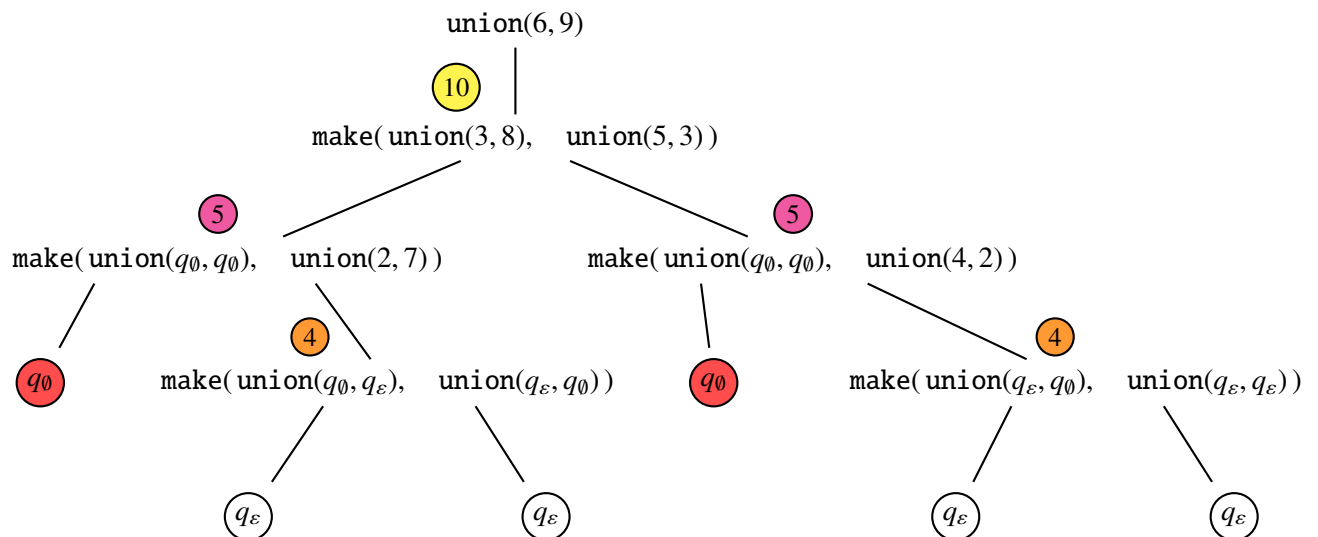 union(6, 9)
10
make( union(3, 8), union(5, 3) )
5 5
make( union(q∅, q∅), union(2, 7) ) make( union(q∅, q∅), union(4, 2) )
4 4
q∅ make( union(q∅, qε), union(qε, q∅) ) q∅ make( union(qε, q∅), union(qε, qε) )
qε qε qε qε